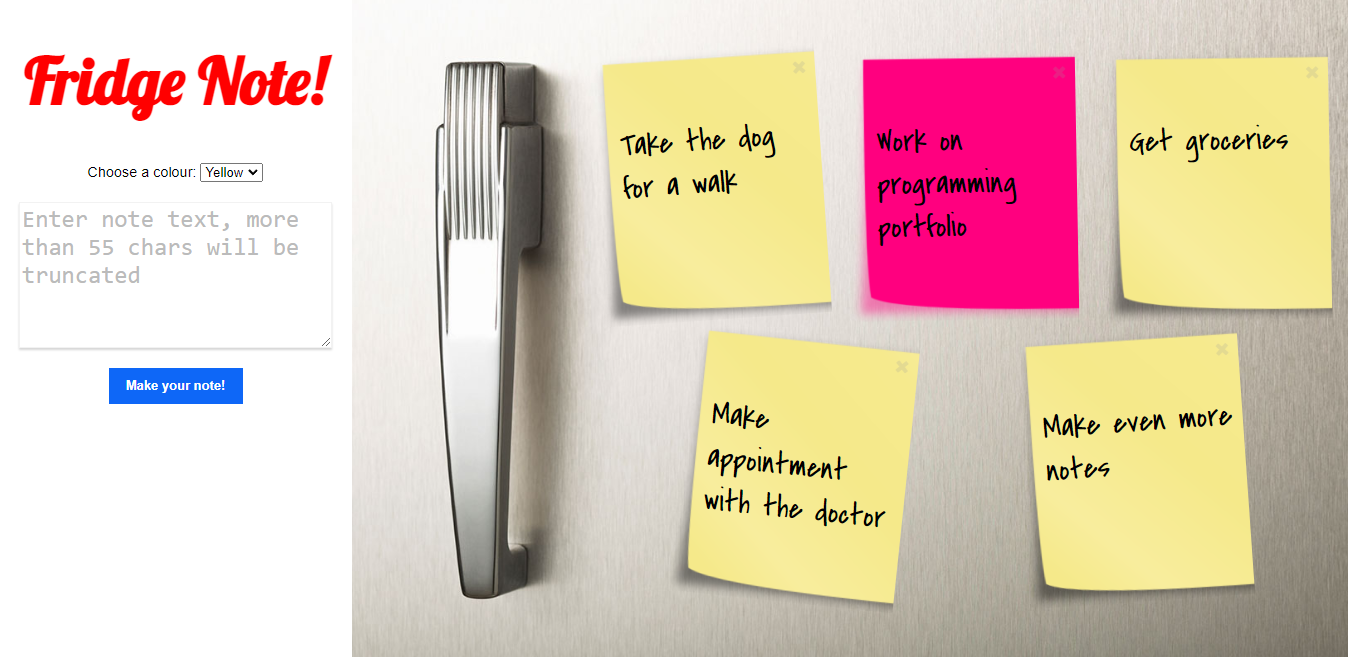 Fridge Note!
Choose a colour: Yellow
Enter note text, more
than 55 chars will be
truncated
Make your note!
Take the dog
for a walk
Work on
programming
portfolio
Get groceries
Make
appointment
with the doctor
Make even more
notes